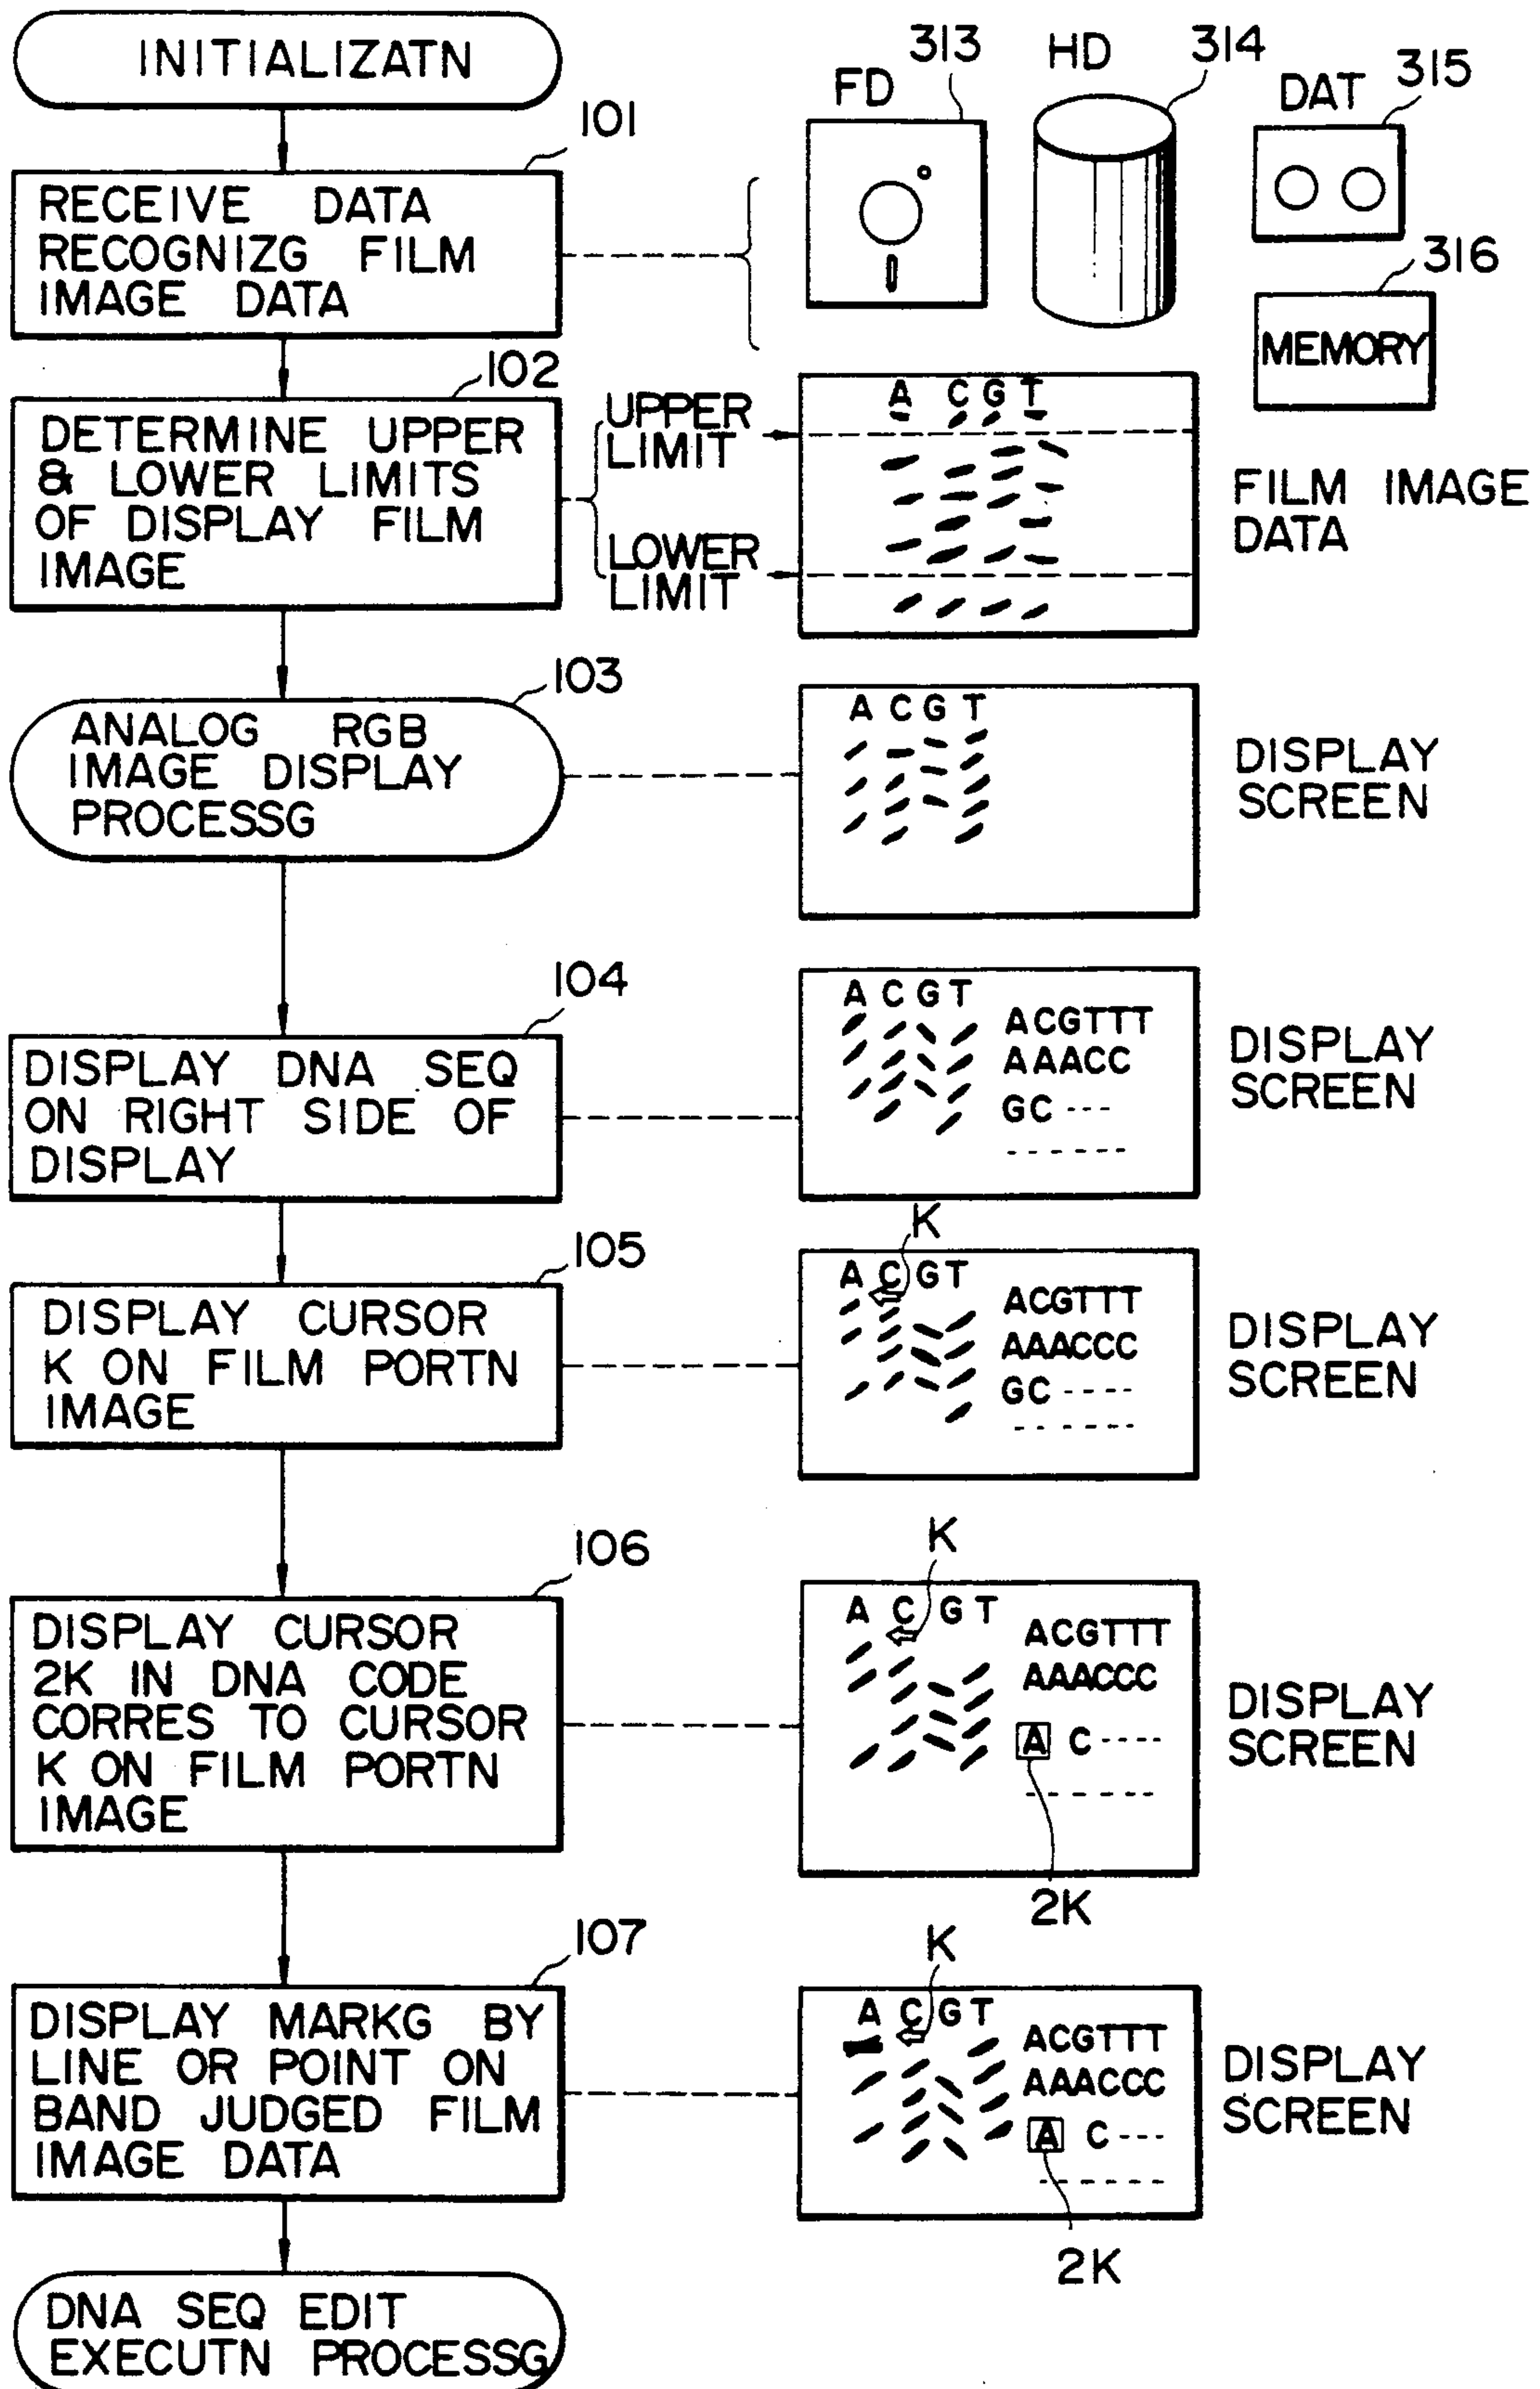 INITIALIZATN
101
RECEIVE DATA
RECOGNIZG FILM
IMAGE DATA
FD
313
HD
314
DAT
315
316
MEMORY
102
DETERMINE UPPER
& LOWER LIMITS
OF DISPLAY FILM
IMAGE
UPPER
LIMIT
LOWER
LIMIT
A C G T
FILM IMAGE
DATA
103
ANALOG RGB
IMAGE DISPLAY
PROCESSG
A C G T
DISPLAY
SCREEN
104
DISPLAY DNA SEQ
ON RIGHT SIDE OF
DISPLAY
A C G T
ACGTTT
AAACC
GC ---
------
DISPLAY
SCREEN
105
DISPLAY CURSOR
K ON FILM PORTN
IMAGE
K
A C G T
ACGTTT
AAACCC
GC ----
------
DISPLAY
SCREEN
106
DISPLAY CURSOR
2K IN DNA CODE
CORRES TO CURSOR
K ON FILM PORTN
IMAGE
K
A C G T
ACGTTT
AAACCC
A C ----
------
2K
DISPLAY
SCREEN
107
DISPLAY MARKG BY
LINE OR POINT ON
BAND JUDGED FILM
IMAGE DATA
K
A C G T
ACGTTT
AAACCC
A C ---
------
2K
DISPLAY
SCREEN
DNA SEQ EDIT
EXECUTN PROCESSG